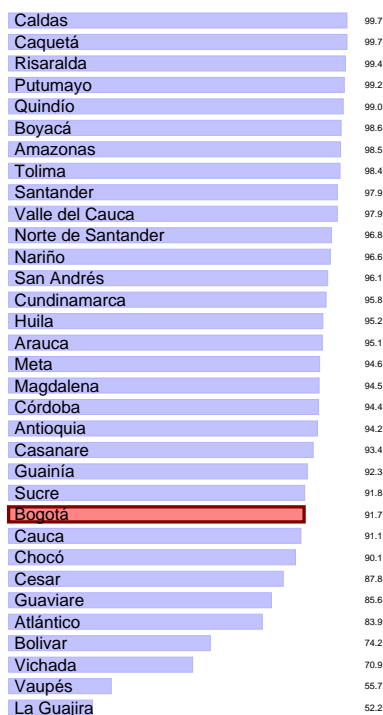 Caldas 99.7
Caquetá 99.7
Risaralda 99.4
Putumayo 99.2
Quindío 99.0
Boyacá 98.6
Amazonas 98.5
Tolima 98.4
Santander 97.9
Valle del Cauca 97.9
Norte de Santander 96.8
Nariño 96.6
San Andrés 96.1
Cundinamarca 95.8
Huila 95.2
Arauca 95.1
Meta 94.6
Magdalena 94.5
Córdoba 94.4
Antioquia 94.2
Casanare 93.4
Guainía 92.3
Sucre 91.8
Bogotá 91.7
Cauca 91.1
Chocó 90.1
Cesar 87.8
Guaviare 85.6
Atlántico 83.9
Bolivar 74.2
Vichada 70.9
Vaupés 55.7
La Guajira 52.2